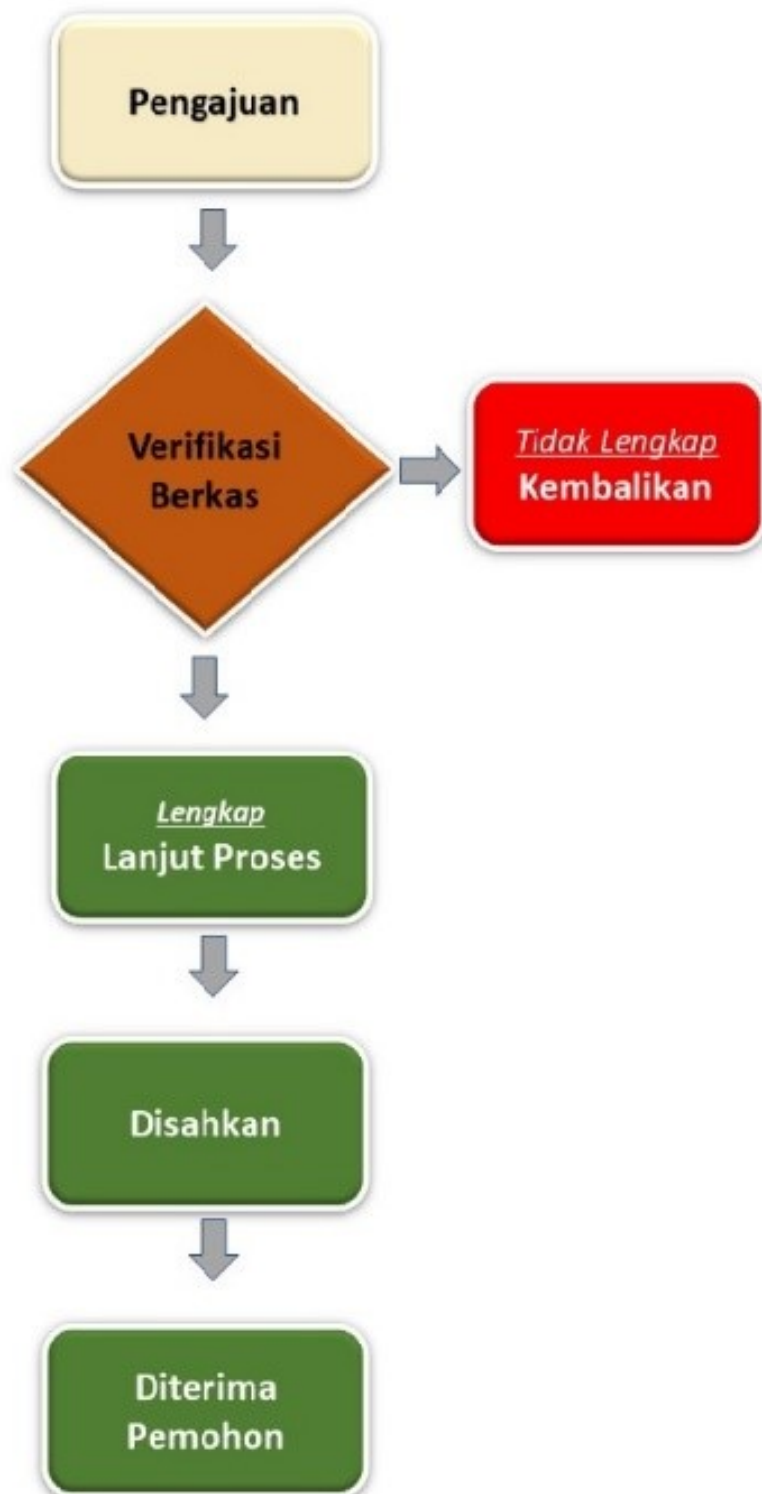 Pengajuan
Verifikasi
Berkas
Tidak Lengkap
Kembalikan
Lengkap
Lanjut Proses
Disahkan
Diterima
Pemohon